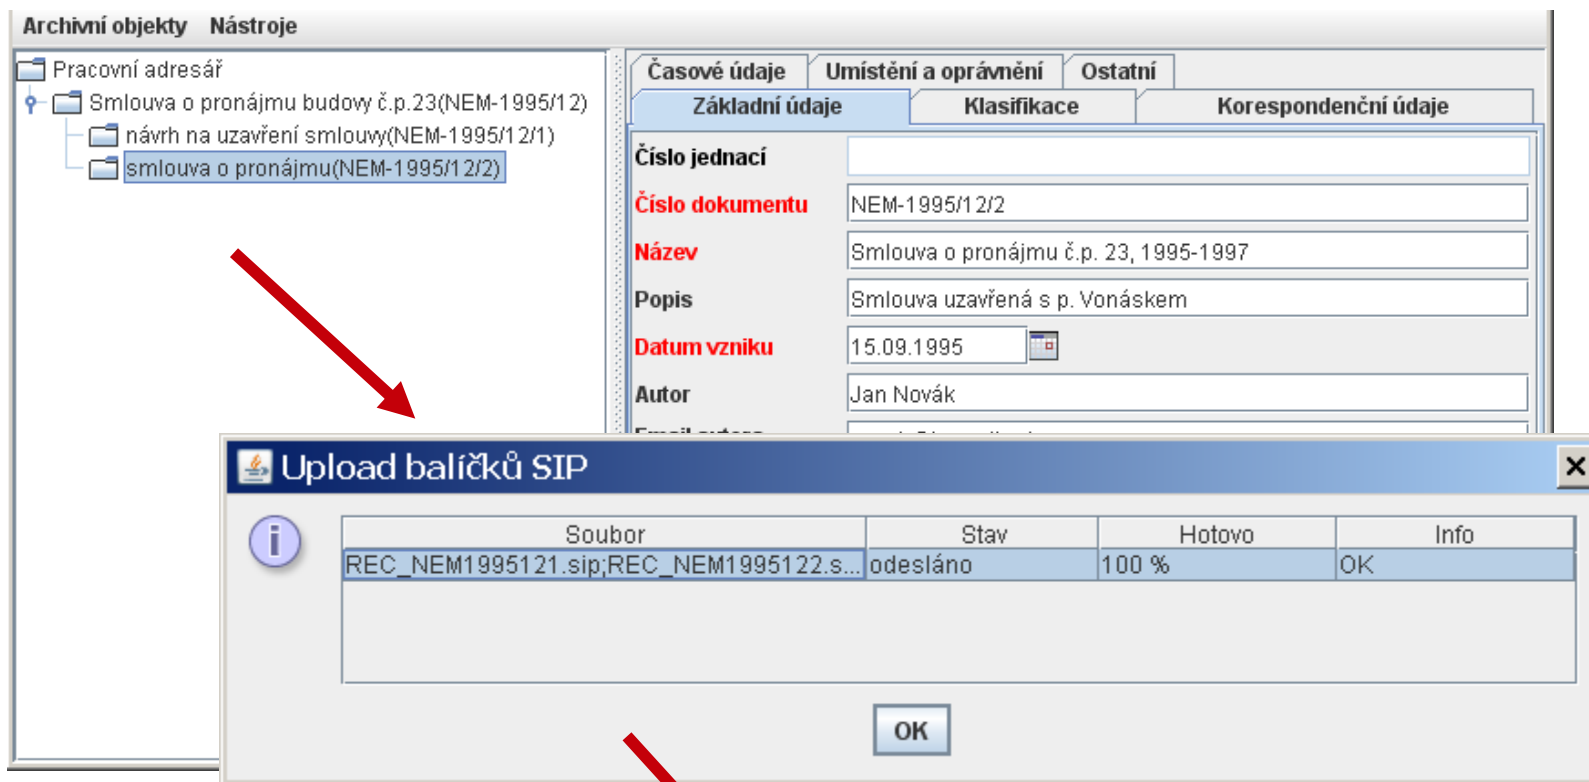 Archivní objekty Nástroje
Pracovní adresář
Smlouva o pronájmu budovy č.p.23(NEM-1995/12)
návrh na uzavření smlouvy(NEM-1995/12/1)
smlouva o pronájmu(NEM-1995/12/2)
Časové údaje Umístění a oprávnění Ostatní
Základní údaje Klasifikace Korespondenční údaje
Číslo jednací
Číslo dokumentu NEM-1995/12/2
Název Smlouva o pronájmu č.p. 23, 1995-1997
Popis Smlouva uzavřená s p. Vonáskem
Datum vzniku 15.09.1995
Autor Jan Novák
Upload balíčků SIP
Soubor Stav Hotovo Info
REC_NEM1995121.sip;REC_NEM1995122.s... odesláno 100 % OK
OK